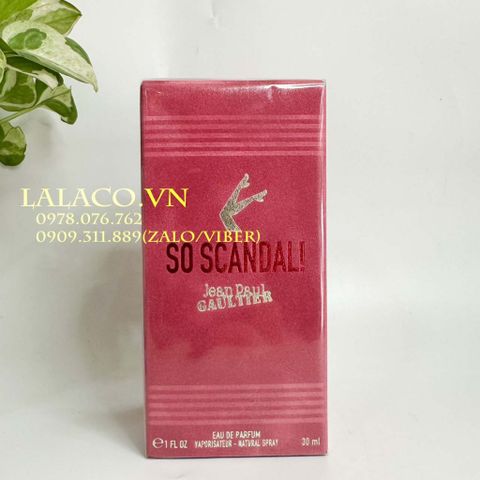 LALACO.VN
0978.076.762
0909.311.889(ZALO/VIBER)
SO SCANDAL!
Jean Paul
GAULTIER
EAU DE PARFUM
e 1 FL OZ VAPORISATEUR - NATURAL SPRAY 30 ml